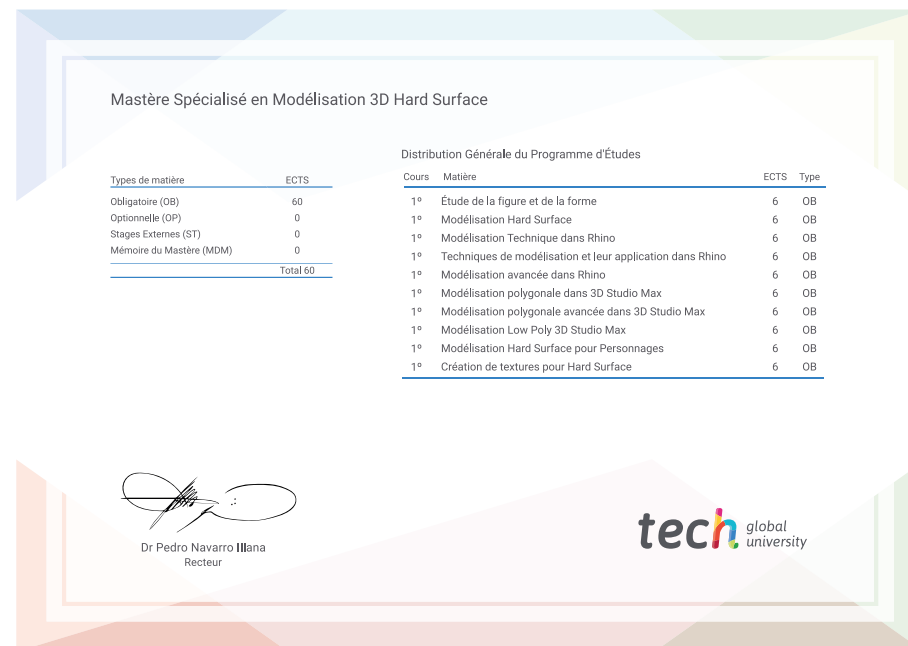 Mastère Spécialisé en Modélisation 3D Hard Surface
Types de matière ECTS
Obligatoire (OB) 60
Optionnelle (OP) 0
Stages Externes (ST) 0
Mémoire du Mastère (MDM) 0
Total 60
Distribution Générale du Programme d'Études
Cours Matière ECTS Type
1º Étude de la figure et de la forme 6 OB
1º Modélisation Hard Surface 6 OB
1º Modélisation Technique dans Rhino 6 OB
1º Techniques de modélisation et leur application dans Rhino 6 OB
1º Modélisation avancée dans Rhino 6 OB
1º Modélisation polygonale dans 3D Studio Max 6 OB
1º Modélisation polygonale avancée dans 3D Studio Max 6 OB
1º Modélisation Low Poly 3D Studio Max 6 OB
1º Modélisation Hard Surface pour Personnages 6 OB
1º Création de textures pour Hard Surface 6 OB
Dr Pedro Navarro Illana
Recteur
tech global
university